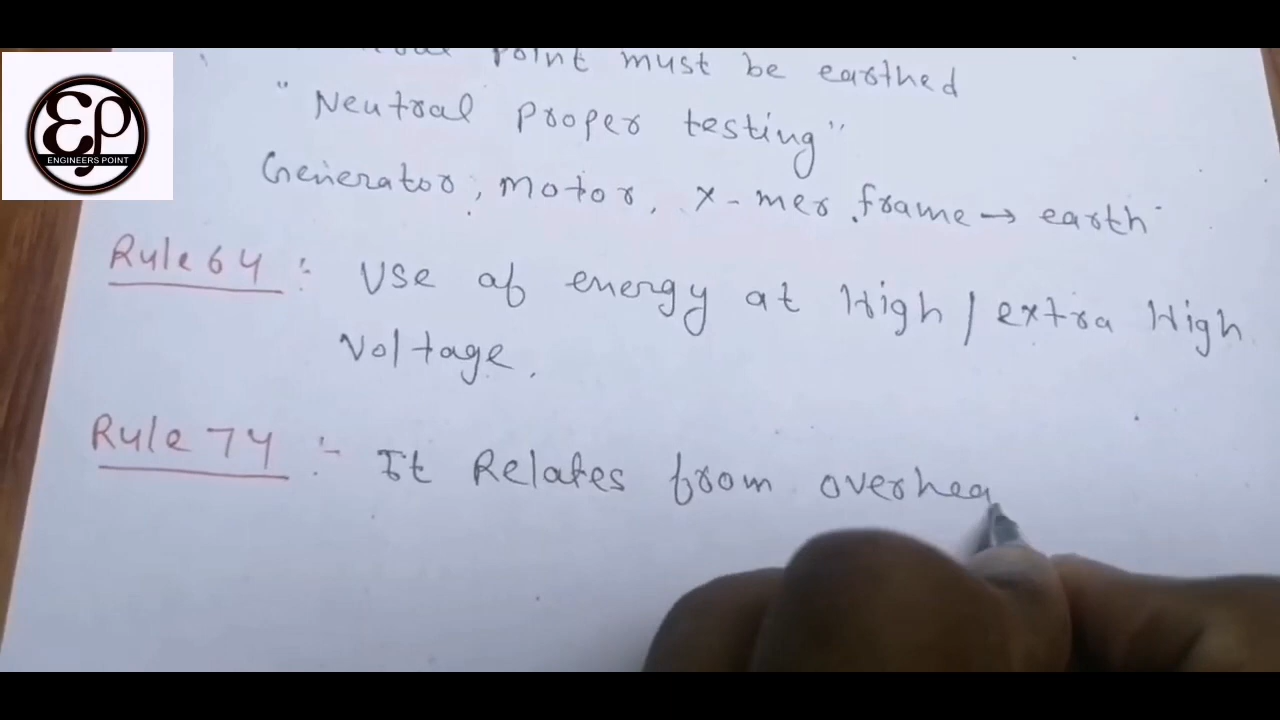 Point must be earthed
"Neutral Proper testing"
Generator, motor, x-mer frame → earth
Rule 64 :- Use of energy at High / extra High
Voltage.
Rule 74 :- It Relates from overhea
EP
ENGINEERS POINT